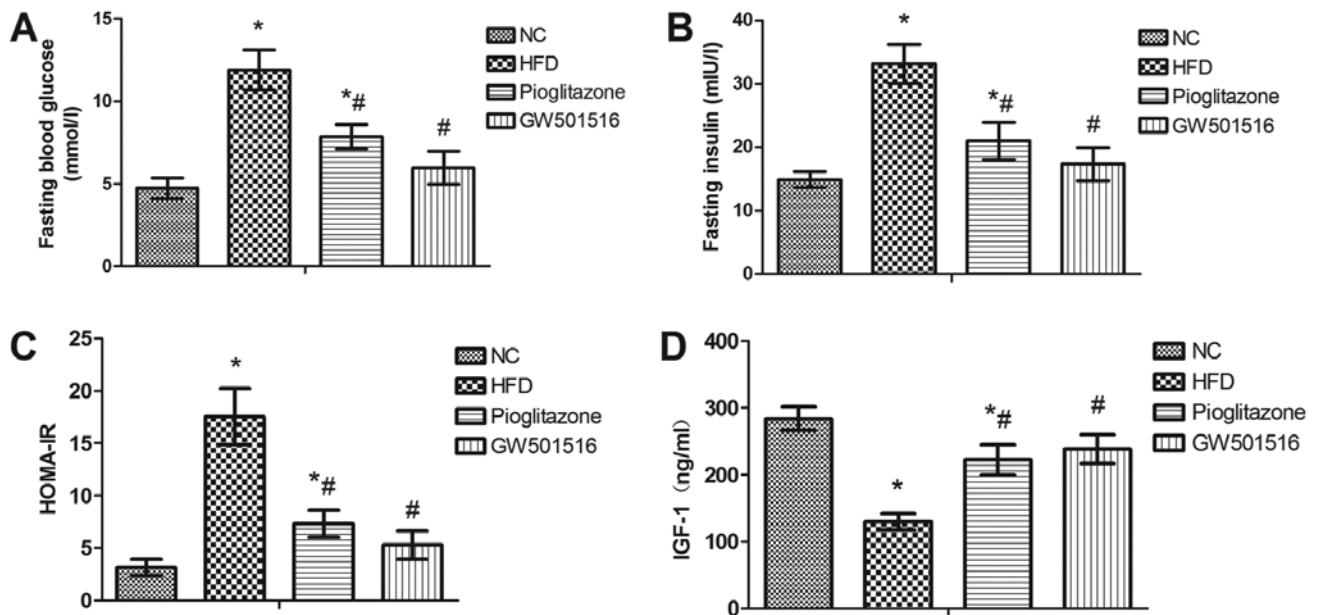 A
Fasting blood glucose
(mmol/l)
15
10
5
0
*
*#
#
NC
HFD
Pioglitazone
GW501516
B
Fasting insulin (mIU/l)
40
30
20
10
0
*
*#
#
NC
HFD
Pioglitazone
GW501516
C
HOMA-IR
25
20
15
10
5
0
*
*#
#
NC
HFD
Pioglitazone
GW501516
D
IGF-1 (ng/ml)
400
300
200
100
0
*
*#
#
NC
HFD
Pioglitazone
GW501516